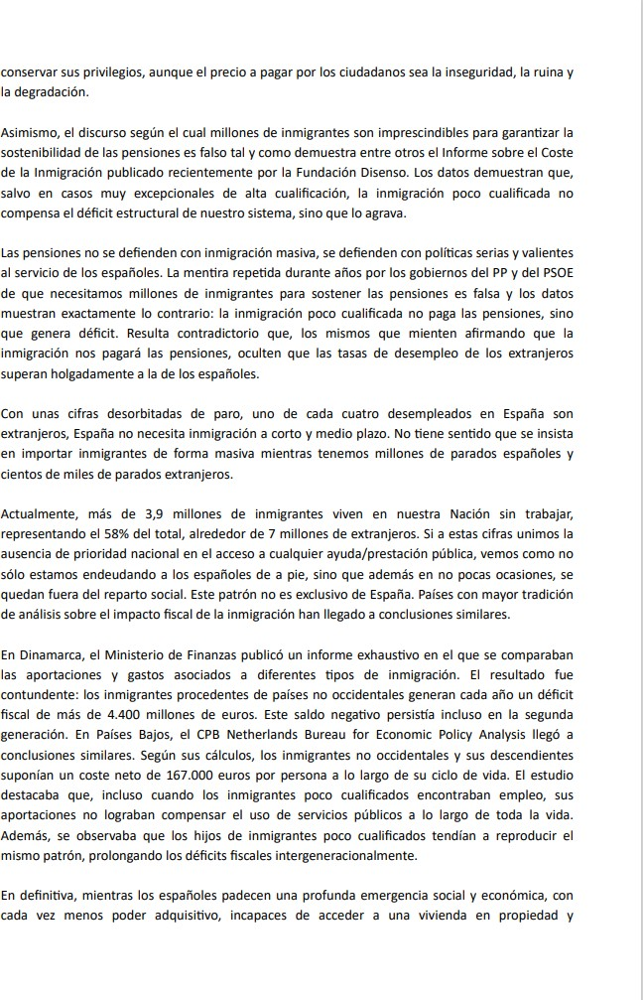 conservar sus privilegios, aunque el precio a pagar por los ciudadanos sea la inseguridad, la ruina y
la degradación.
Asimismo, el discurso según el cual millones de inmigrantes son imprescindibles para garantizar la
sostenibilidad de las pensiones es falso tal y como demuestra entre otros el Informe sobre el Coste
de la Inmigración publicado recientemente por la Fundación Disenso. Los datos demuestran que,
salvo en casos muy excepcionales de alta cualificación, la inmigración poco cualificada no
compensa el déficit estructural de nuestro sistema, sino que lo agrava.
Las pensiones no se defienden con inmigración masiva, se defienden con políticas serias y valientes
al servicio de los españoles. La mentira repetida durante años por los gobiernos del PP y del PSOE
de que necesitamos millones de inmigrantes para sostener las pensiones es falsa y los datos
muestran exactamente lo contrario: la inmigración poco cualificada no paga las pensiones, sino
que genera déficit. Resulta contradictorio que, los mismos que mienten afirmando que la
inmigración nos pagará las pensiones, oculten que las tasas de desempleo de los extranjeros
superan holgadamente a la de los españoles.
Con unas cifras desorbitadas de paro, uno de cada cuatro desempleados en España son
extranjeros, España no necesita inmigración a corto y medio plazo. No tiene sentido que se insista
en importar inmigrantes de forma masiva mientras tenemos millones de parados españoles y
cientos de miles de parados extranjeros.
Actualmente, más de 3,9 millones de inmigrantes viven en nuestra Nación sin trabajar,
representando el 58% del total, alrededor de 7 millones de extranjeros. Si a estas cifras unimos la
ausencia de prioridad nacional en el acceso a cualquier ayuda/prestación pública, vemos como no
sólo estamos endeudando a los españoles de a pie, sino que además en no pocas ocasiones, se
quedan fuera del reparto social. Este patrón no es exclusivo de España. Países con mayor tradición
de análisis sobre el impacto fiscal de la inmigración han llegado a conclusiones similares.
En Dinamarca, el Ministerio de Finanzas publicó un informe exhaustivo en el que se comparaban
las aportaciones y gastos asociados a diferentes tipos de inmigración. El resultado fue
contundente: los inmigrantes procedentes de países no occidentales generan cada año un déficit
fiscal de más de 4.400 millones de euros. Este saldo negativo persistía incluso en la segunda
generación. En Países Bajos, el CPB Netherlands Bureau for Economic Policy Analysis llegó a
conclusiones similares. Según sus cálculos, los inmigrantes no occidentales y sus descendientes
suponían un coste neto de 167.000 euros por persona a lo largo de su ciclo de vida. El estudio
destacaba que, incluso cuando los inmigrantes poco cualificados encontraban empleo, sus
aportaciones no lograban compensar el uso de servicios públicos a lo largo de toda la vida.
Además, se observaba que los hijos de inmigrantes poco cualificados tendían a reproducir el
mismo patrón, prolongando los déficits fiscales intergeneracionalmente.
En definitiva, mientras los españoles padecen una profunda emergencia social y económica, con
cada vez menos poder adquisitivo, incapaces de acceder a una vivienda en propiedad y